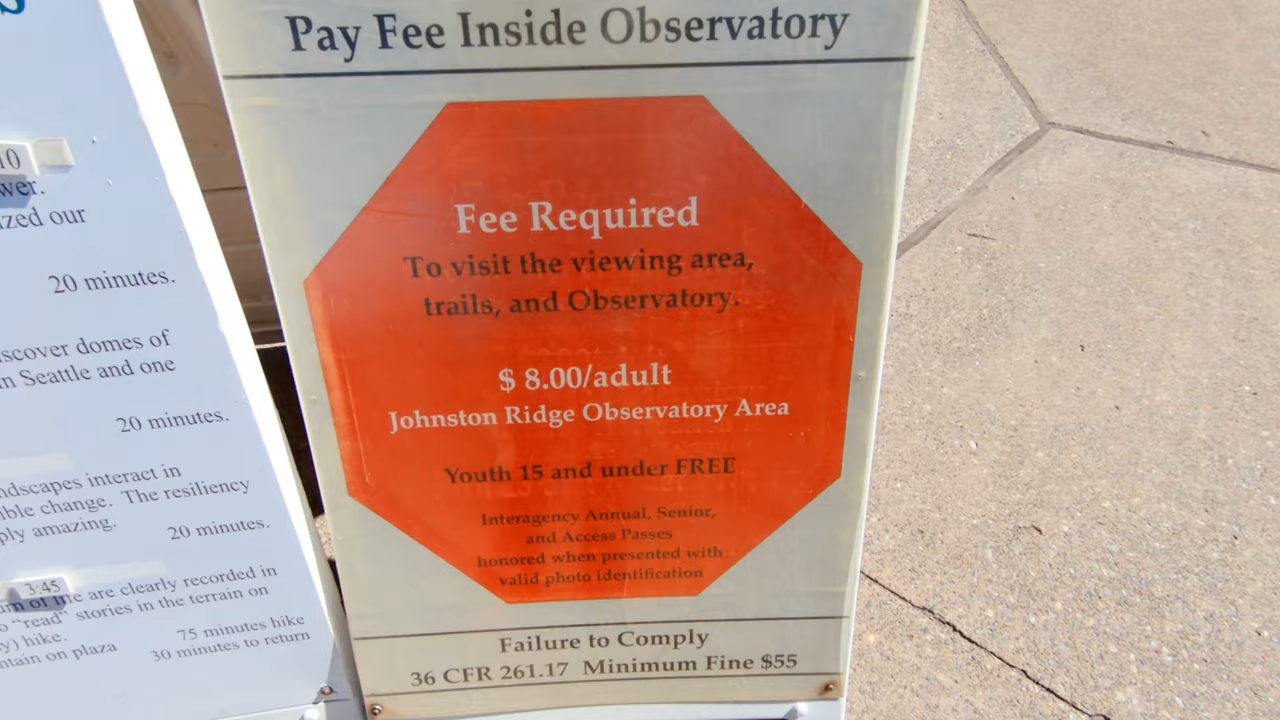 10
wer.
ized our
20 minutes.
scover domes of
n Seattle and one
20 minutes.
ndscapes interact in
ible change. The resiliency
ply amazing.
20 minutes.
3:45
are clearly recorded in
"read" stories in the terrain on
y) hike.
75 minutes hike
ntain on plaza
30 minutes to return
Pay Fee Inside Observatory
Fee Required
To visit the viewing area,
trails, and Observatory.
$ 8.00/adult
Johnston Ridge Observatory Area
Youth 15 and under FREE
Interagency Annual, Senior,
and Access Passes
honored when presented with
valid photo identification
Failure to Comply
36 CFR 261.17 Minimum Fine $55